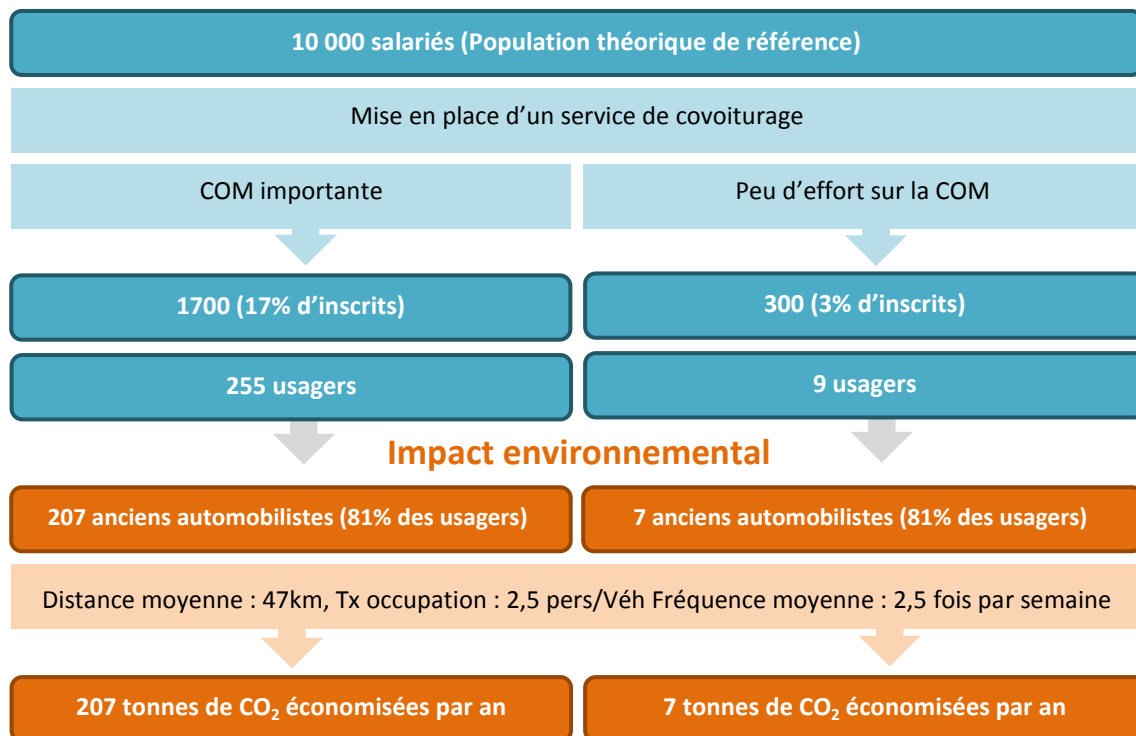 10 000 salariés (Population théorique de référence)
Mise en place d’un service de covoiturage
COM importante
Peu d’effort sur la COM
1700 (17% d’inscrits)
300 (3% d’inscrits)
255 usagers
9 usagers
Impact environnemental
207 anciens automobilistes (81% des usagers)
7 anciens automobilistes (81% des usagers)
Distance moyenne : 47km, Tx occupation : 2,5 pers/Véh Fréquence moyenne : 2,5 fois par semaine
207 tonnes de CO₂ économisées par an
7 tonnes de CO₂ économisées par an